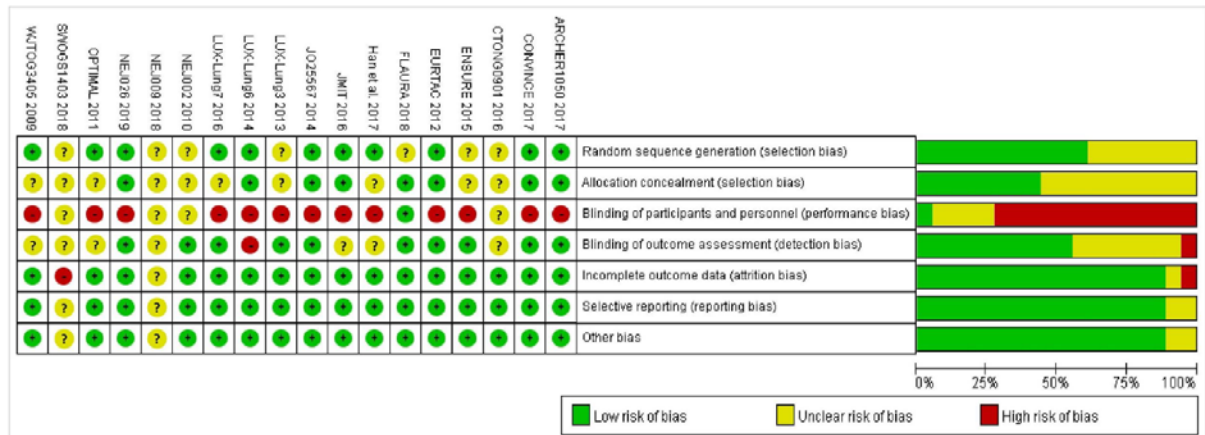 WJTOG3405 2009
SWOGS1403 2018
OPTIMAL 2011
NEJ026 2019
NEJ009 2018
NEJ002 2010
LUX-Lung7 2016
LUX-Lung6 2014
LUX-Lung3 2013
JO25567 2014
JMIT 2016
Han et al. 2017
FLAURA 2018
EURTAC 2012
ENSURE 2015
CTONG0901 2016
CONVINCE 2017
ARCHER1050 2017
+ ? + + ? ? + + ? + + + ? + ? ? + + Random sequence generation (selection bias)
? ? ? + ? ? ? + ? + + ? + + ? ? + + Allocation concealment (selection bias)
- ? - - ? ? - - - - - - + - - ? - - Blinding of participants and personnel (performance bias)
? ? ? + ? + + - + + ? ? + + + ? + + Blinding of outcome assessment (detection bias)
+ - + + ? + + + + + + + + + + + + + Incomplete outcome data (attrition bias)
+ ? + + ? + + + + + + + + + + + + + Selective reporting (reporting bias)
+ ? + + ? + + + + + + + + + + + + + Other bias
0% 25% 50% 75% 100%
Low risk of bias Unclear risk of bias High risk of bias